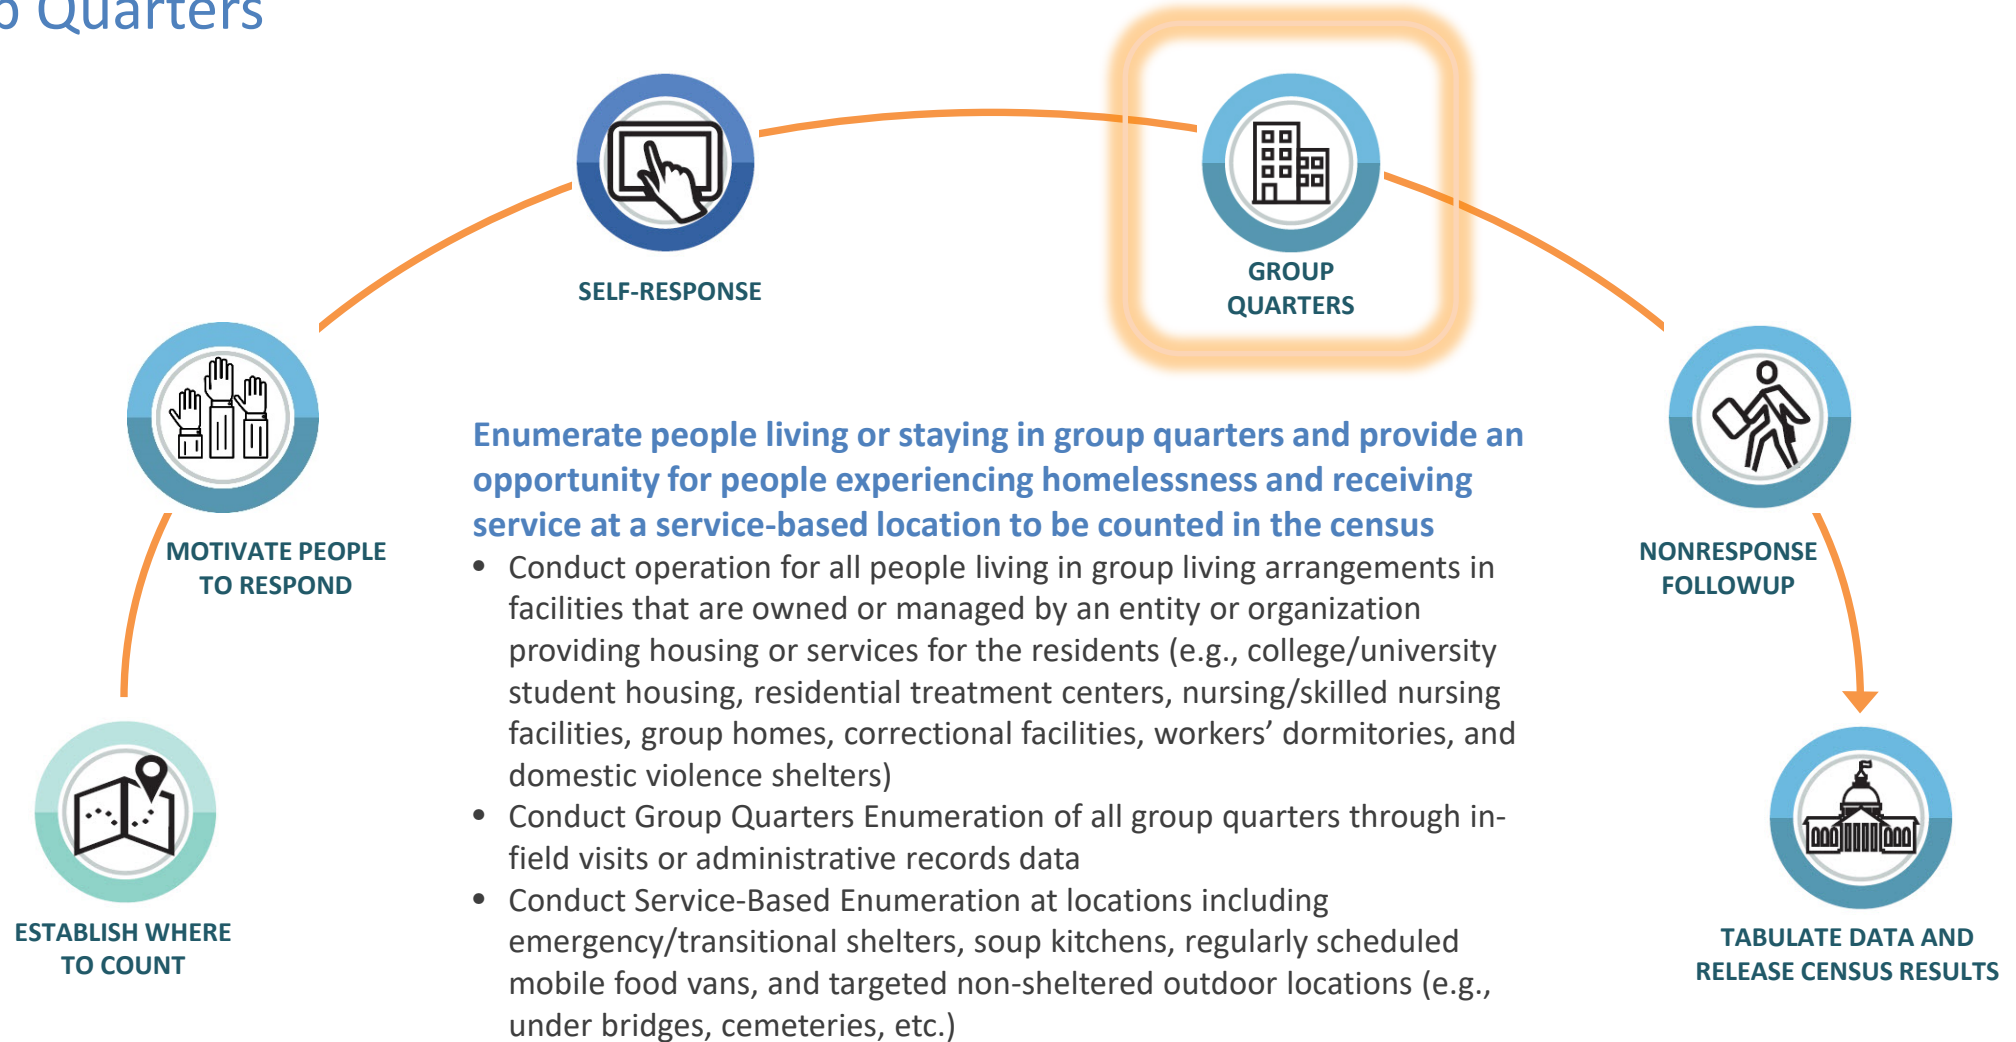 Quarters
SELF-RESPONSE
GROUP
QUARTERS
MOTIVATE PEOPLE
TO RESPOND
Enumerate people living or staying in group quarters and provide an
opportunity for people experiencing homelessness and receiving
service at a service-based location to be counted in the census
• Conduct operation for all people living in group living arrangements in
facilities that are owned or managed by an entity or organization
providing housing or services for the residents (e.g., college/university
student housing, residential treatment centers, nursing/skilled nursing
facilities, group homes, correctional facilities, workers’ dormitories, and
domestic violence shelters)
• Conduct Group Quarters Enumeration of all group quarters through in-
field visits or administrative records data
• Conduct Service-Based Enumeration at locations including
emergency/transitional shelters, soup kitchens, regularly scheduled
mobile food vans, and targeted non-sheltered outdoor locations (e.g.,
under bridges, cemeteries, etc.)
NONRESPONSE
FOLLOWUP
ESTABLISH WHERE
TO COUNT
TABULATE DATA AND
RELEASE CENSUS RESULTS